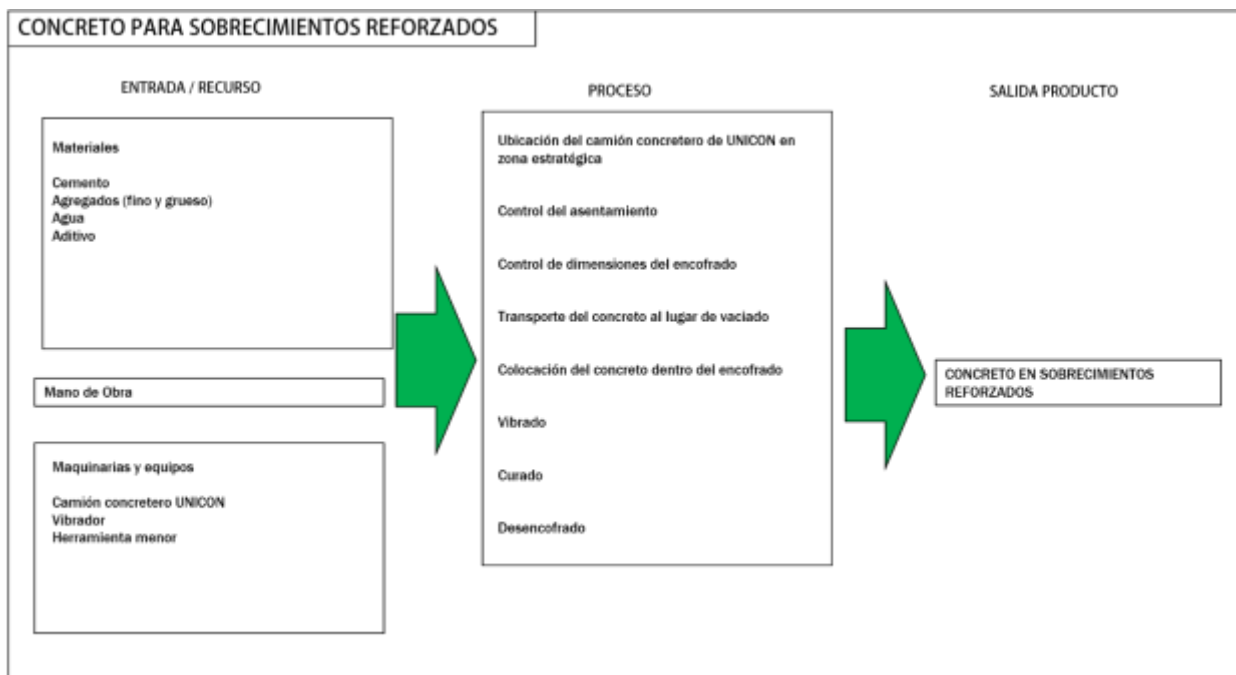 CONCRETO PARA SOBRECIMIENTOS REFORZADOS
ENTRADA / RECURSO
Materiales
Cemento
Agregados (fino y grueso)
Agua
Aditivo
Mano de Obra
Maquinarias y equipos
Camión concretero UNICON
Vibrador
Herramienta menor
PROCESO
Ubicación del camión concretero de UNICON en
zona estratégica
Control del asentamiento
Control de dimensiones del encofrado
Transporte del concreto al lugar de vaciado
Colocación del concreto dentro del encofrado
Vibrado
Curado
Desencofrado
SALIDA PRODUCTO
CONCRETO EN SOBRECIMIENTOS
REFORZADOS